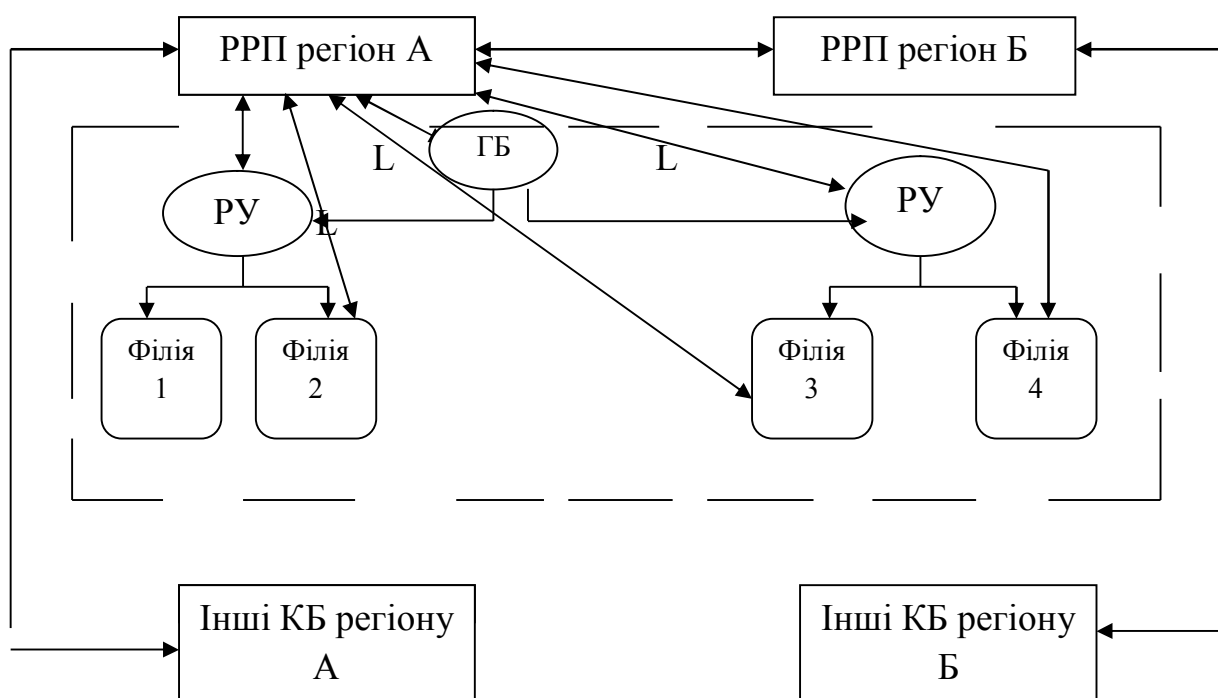 РРП регіон А
РРП регіон Б
ГБ
L
L
РУ
L
РУ
Філія
1
Філія
2
Філія
3
Філія
4
Інші КБ регіону
А
Інші КБ регіону
Б